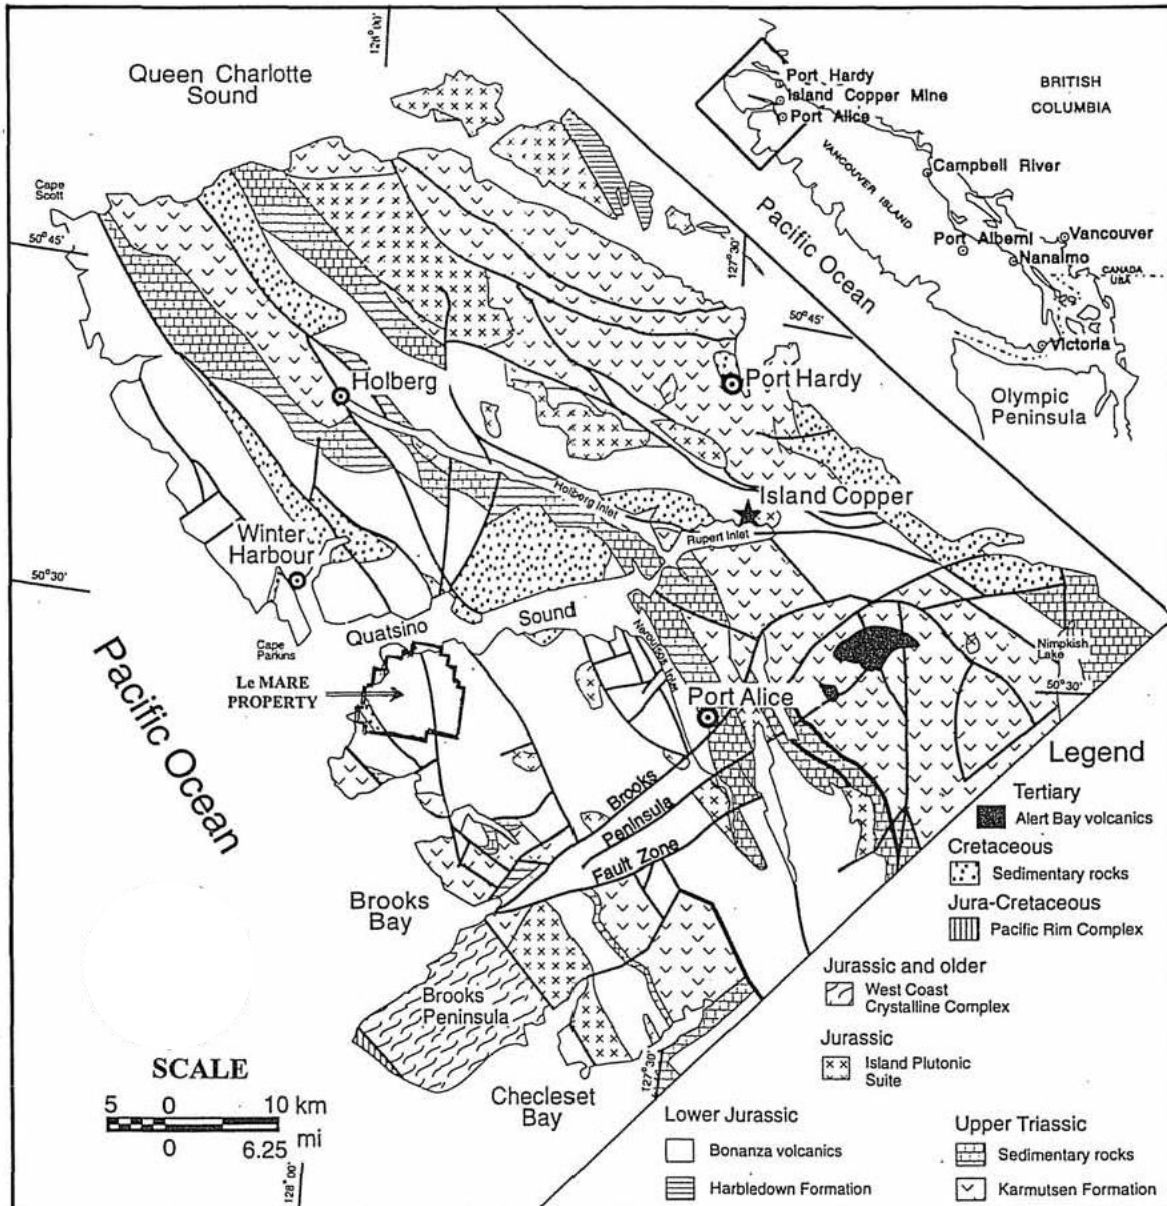 Queen Charlotte
Sound
128°00'
Cape
Scott
50°45'
Port Hardy
Island Copper Mine
Port Alice
BRITISH
COLUMBIA
VANCOUVER ISLAND
Campbell River
Pacific Ocean
Port Alberni
Vancouver
Nanaimo
CANADA
USA
Victoria
Olympic
Peninsula
127°30'
50°45'
Holberg
Port Hardy
Holberg Inlet
Island Copper
Rupert Inlet
Winter
Harbour
50°30'
Cape
Parkins
Quatsino
Sound
Neroutsos Inlet
Nimpkish
Lake
50°30'
Le MARE
PROPERTY
Port Alice
Pacific Ocean
Brooks
Peninsula
Fault Zone
Brooks
Bay
Brooks
Peninsula
Checleset
Bay
127°30'
SCALE
5 0 10 km
0 6.25 mi
128°00'
Legend
Tertiary
Alert Bay volcanics
Cretaceous
Sedimentary rocks
Jura-Cretaceous
Pacific Rim Complex
Jurassic and older
West Coast
Crystalline Complex
Jurassic
Island Plutonic
Suite
Lower Jurassic
Bonanza volcanics
Harbledown Formation
Upper Triassic
Sedimentary rocks
Karmutsen Formation